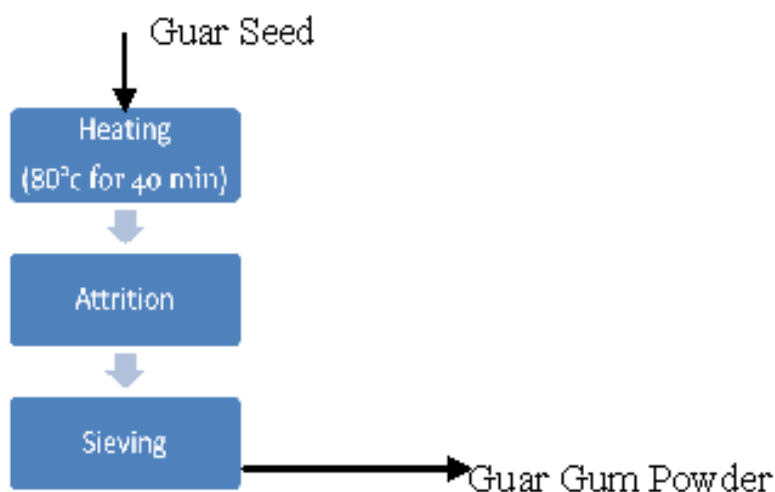 Guar Seed
Heating
(80°c for 40 min)
Attrition
Sieving
Guar Gum Powder